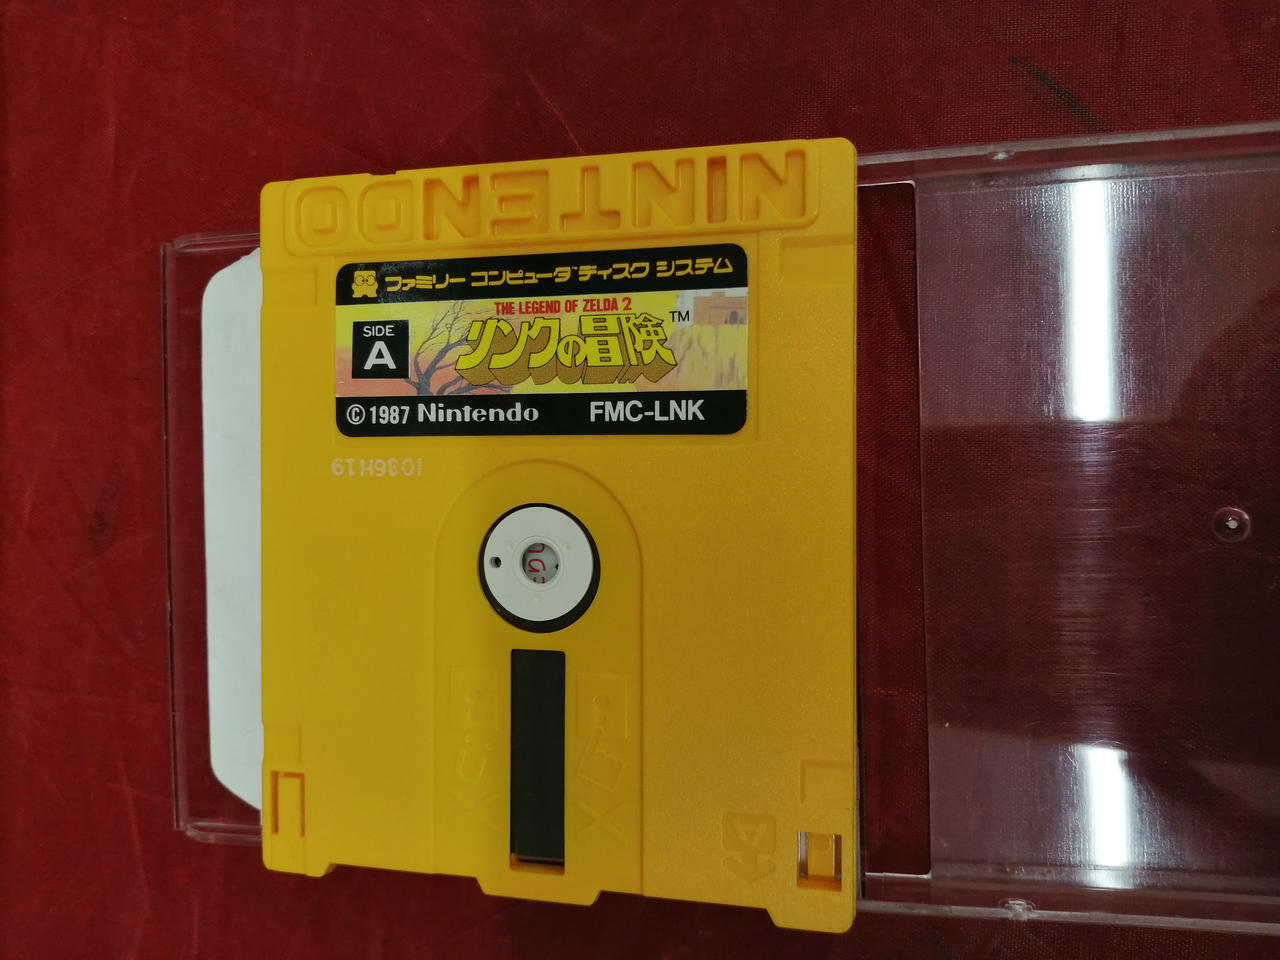 NINTENDO
ファミリー コンピュータ ディスク システム
THE LEGEND OF ZELDA 2
リンクの冒険 TM
SIDE
A
© 1987 Nintendo FMC-LNK
1036H19
A